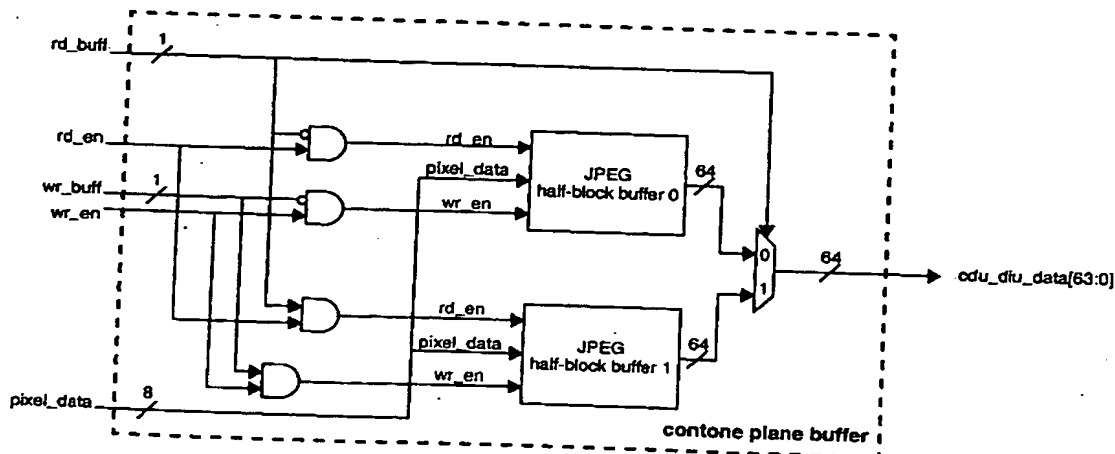 rd_buff
1
rd_en
wr_buff
1
wr_en
rd_en
pixel_data
wr_en
JPEG
half-block buffer 0
64
0
1
64
cdu_diu_data[63:0]
rd_en
pixel_data
wr_en
JPEG
half-block buffer 1
64
pixel_data
8
contone plane buffer